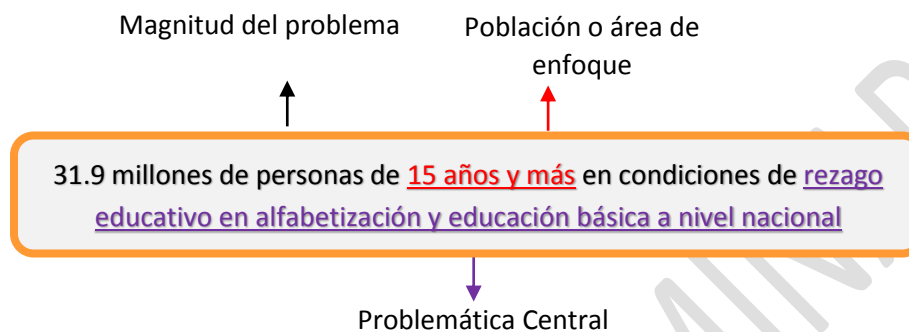 Magnitud del problema
Población o área de
enfoque
31.9 millones de personas de 15 años y más en condiciones de rezago
educativo en alfabetización y educación básica a nivel nacional
Problemática Central